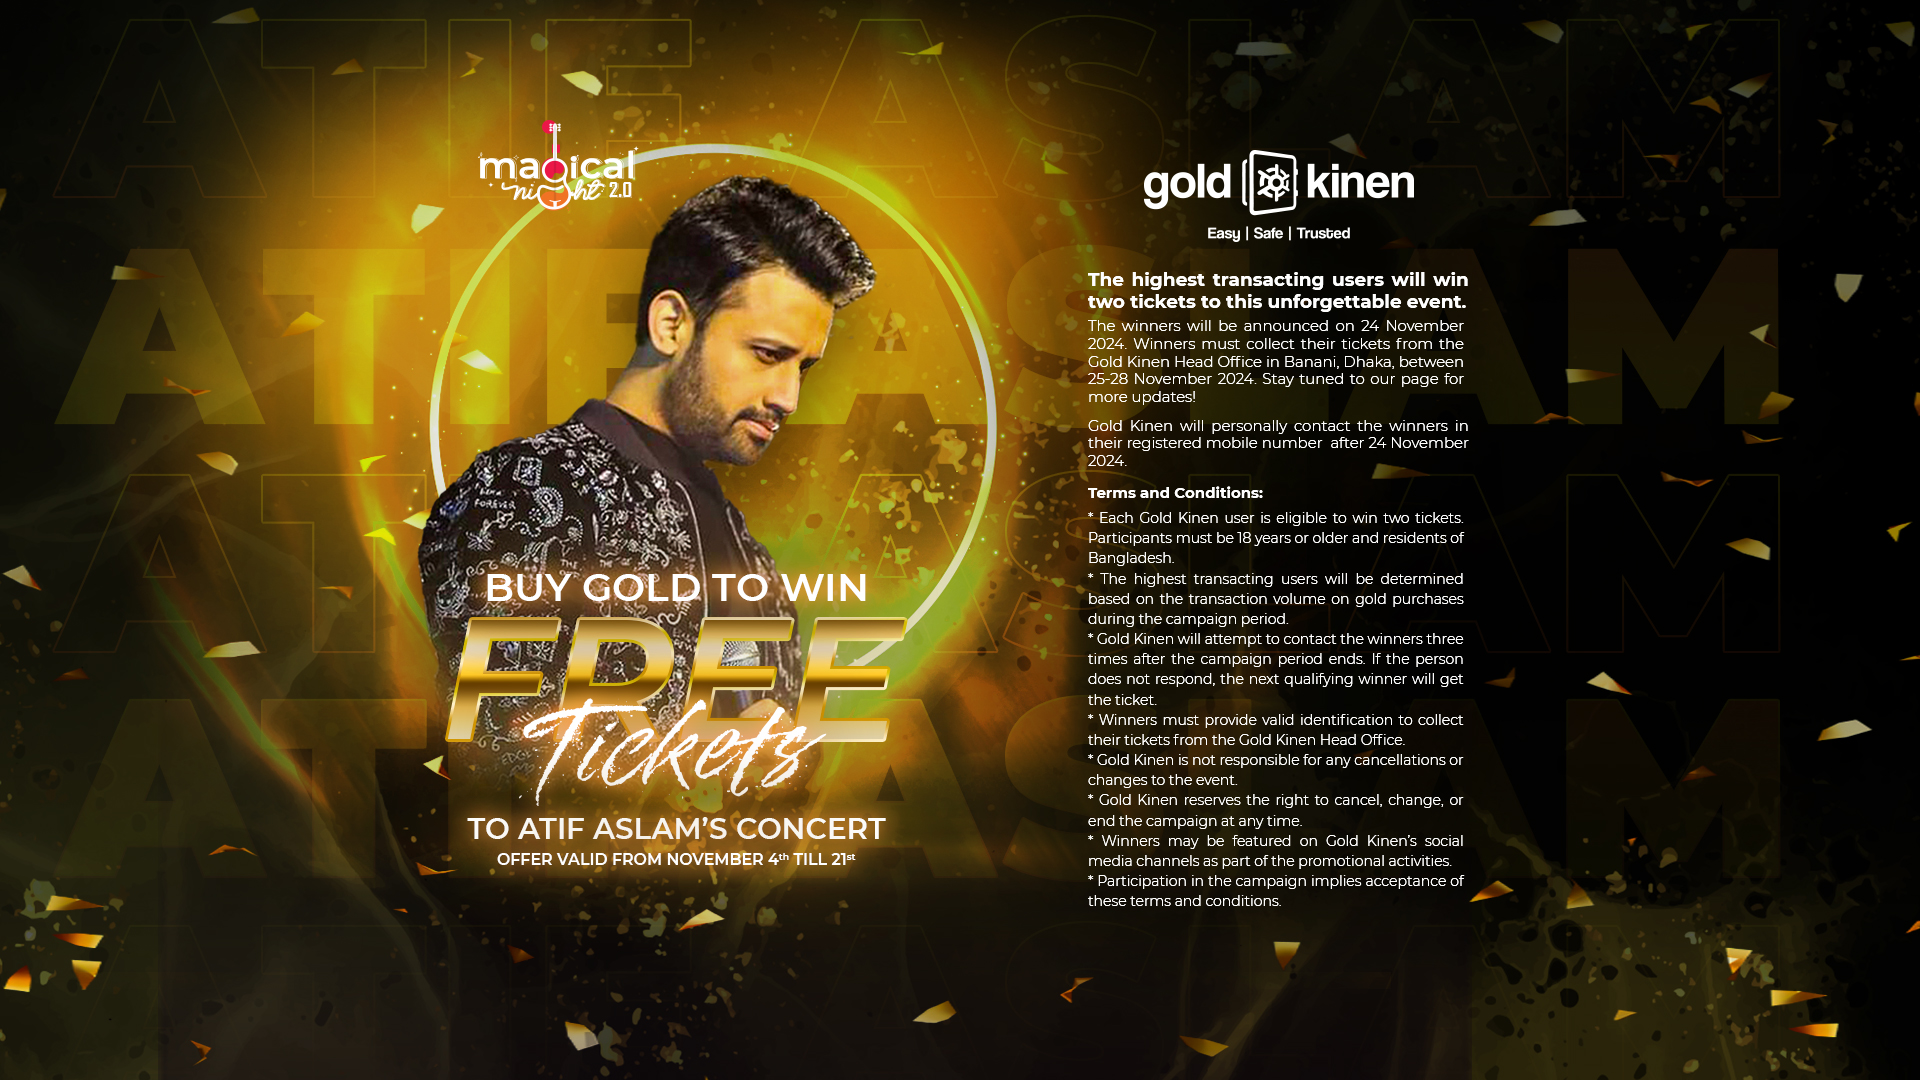 ATIF ASLAM
magical
night 2.0
ATIF ASLAM
FOREVER
BUY GOLD TO WIN
FREE
Tickets
TO ATIF ASLAM'S CONCERT
OFFER VALID FROM NOVEMBER 4th TILL 21st
gold kinen
Easy | Safe | Trusted
The highest transacting users will win
two tickets to this unforgettable event.
The winners will be announced on 24 November
2024. Winners must collect their tickets from the
Gold Kinen Head Office in Banani, Dhaka, between
25-28 November 2024. Stay tuned to our page for
more updates!
Gold Kinen will personally contact the winners in
their registered mobile number after 24 November
2024.
Terms and Conditions:
* Each Gold Kinen user is eligible to win two tickets.
Participants must be 18 years or older and residents of
Bangladesh.
* The highest transacting users will be determined
based on the transaction volume on gold purchases
during the campaign period.
* Gold Kinen will attempt to contact the winners three
times after the campaign period ends. If the person
does not respond, the next qualifying winner will get
the ticket.
* Winners must provide valid identification to collect
their tickets from the Gold Kinen Head Office.
* Gold Kinen is not responsible for any cancellations or
changes to the event.
* Gold Kinen reserves the right to cancel, change, or
end the campaign at any time.
* Winners may be featured on Gold Kinen's social
media channels as part of the promotional activities.
* Participation in the campaign implies acceptance of
these terms and conditions.
ATIF ASLAM
ATIF ASLAM
ATIF ASLAM